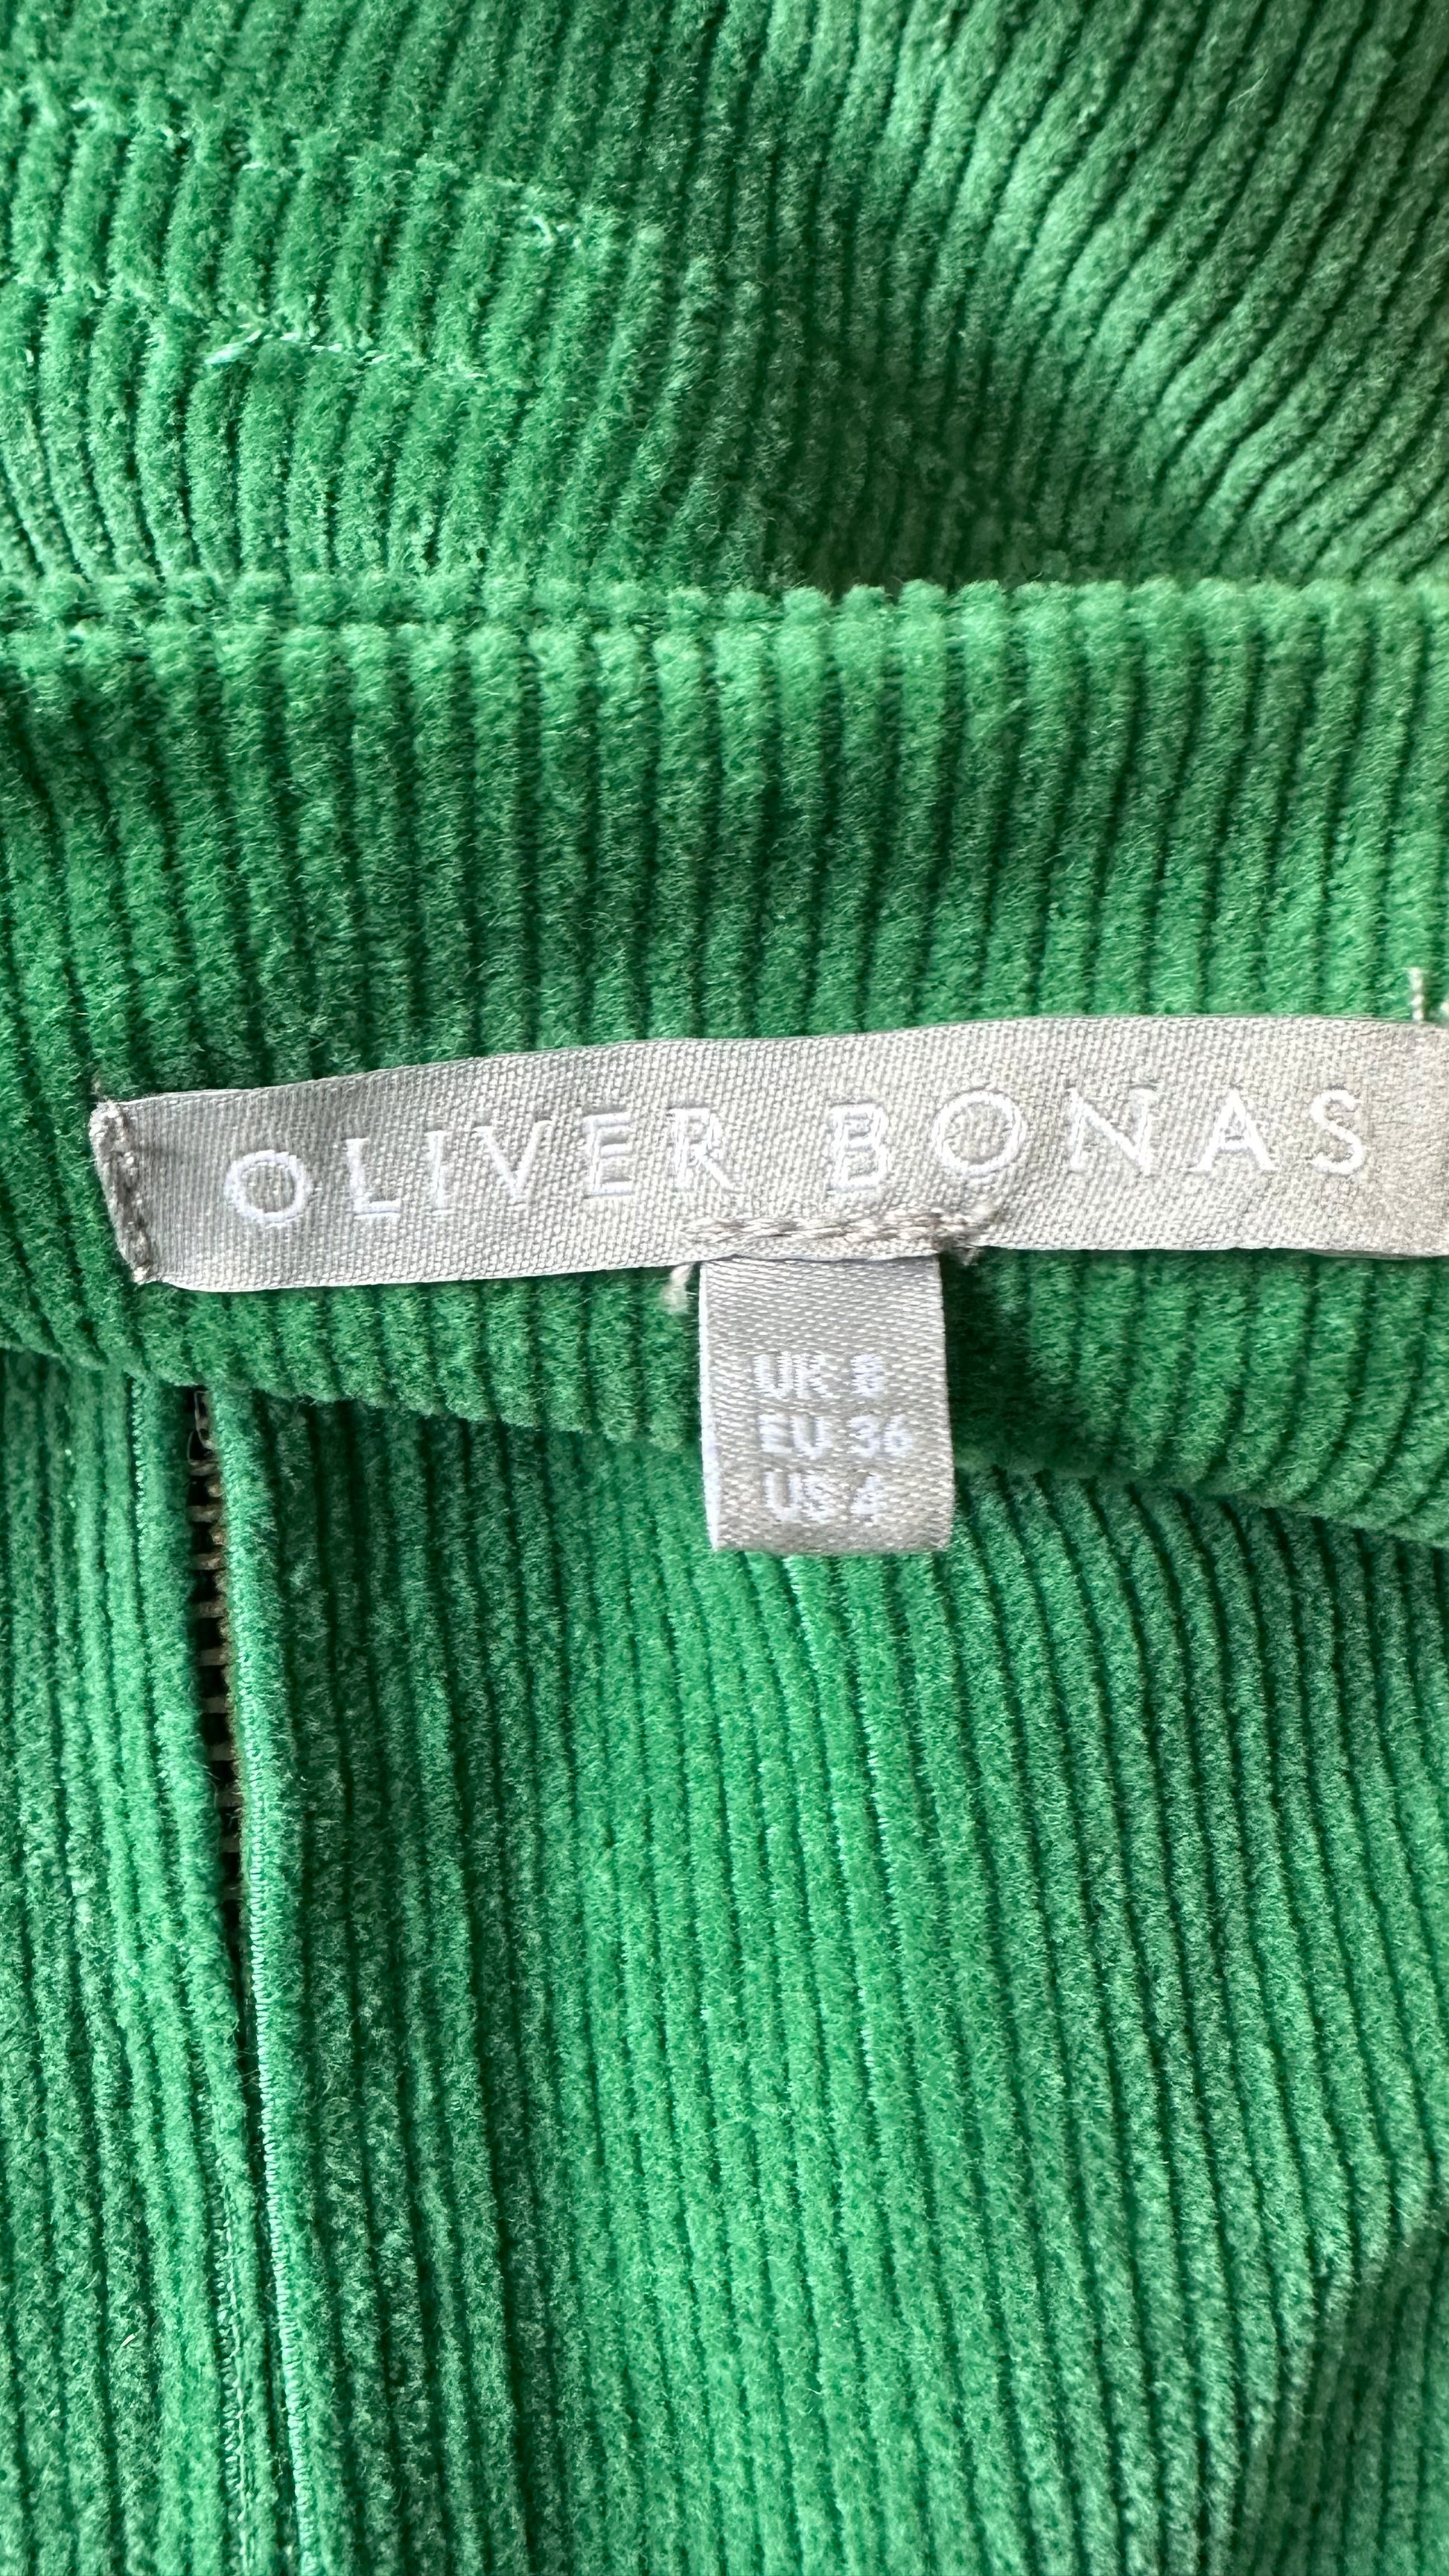 OLIVER BONAS
UK 8
EU 36
US 4